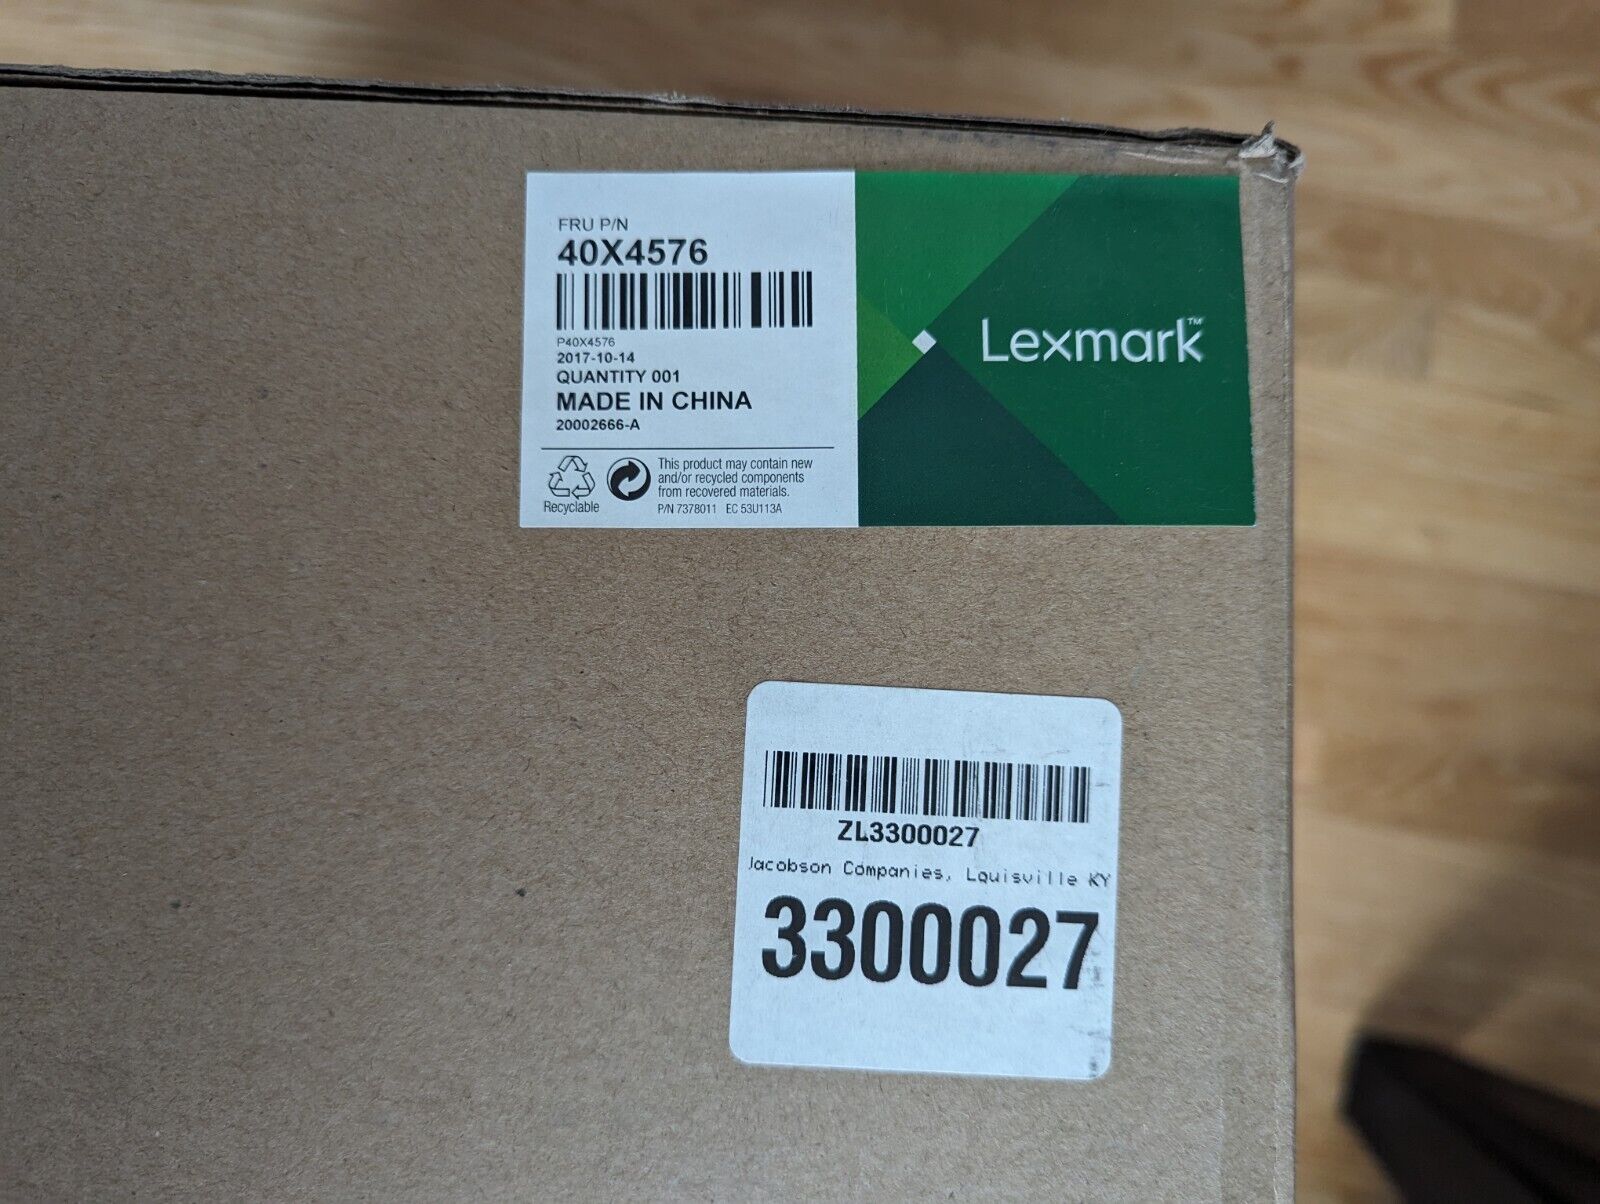 FRU P/N
40X4576
P40X4576
2017-10-14
QUANTITY 001
MADE IN CHINA
20002666-A
Recyclable
This product may contain new
and/or recycled components
from recovered materials.
P/N 7378011 EC 53U113A
Lexmark™
ZL3300027
Jacobson Companies, Louisville KY
3300027